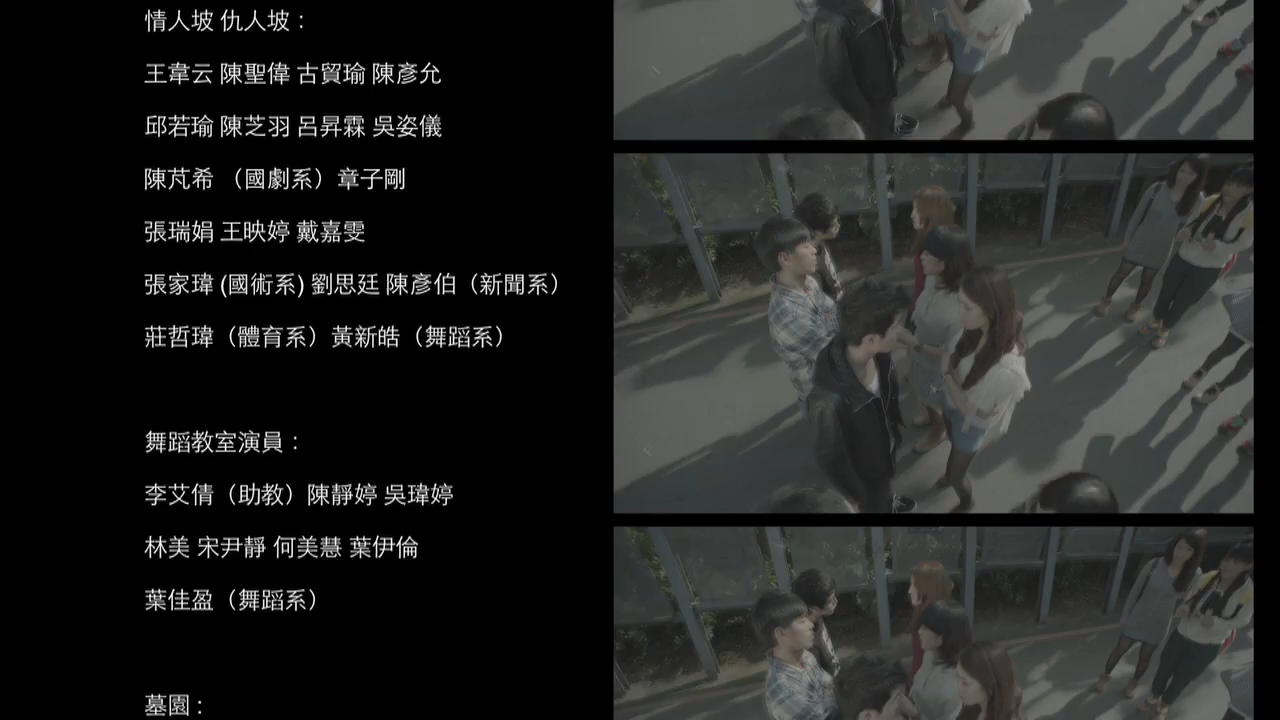 情人坡 仇人坡：
王韋云 陳聖偉 古貿瑜 陳彥允
邱若瑜 陳芝羽 呂昇霖 吳姿儀
陳芃希 （國劇系）章子剛
張瑞娟 王映婷 戴嘉雯
張家瑋 (國術系) 劉思廷 陳彥伯（新聞系）
莊哲瑋（體育系）黃新皓（舞蹈系）
舞蹈教室演員：
李艾倩（助教）陳靜婷 吳瑋婷
林美 宋尹靜 何美慧 葉伊倫
葉佳盈（舞蹈系）
墓園：